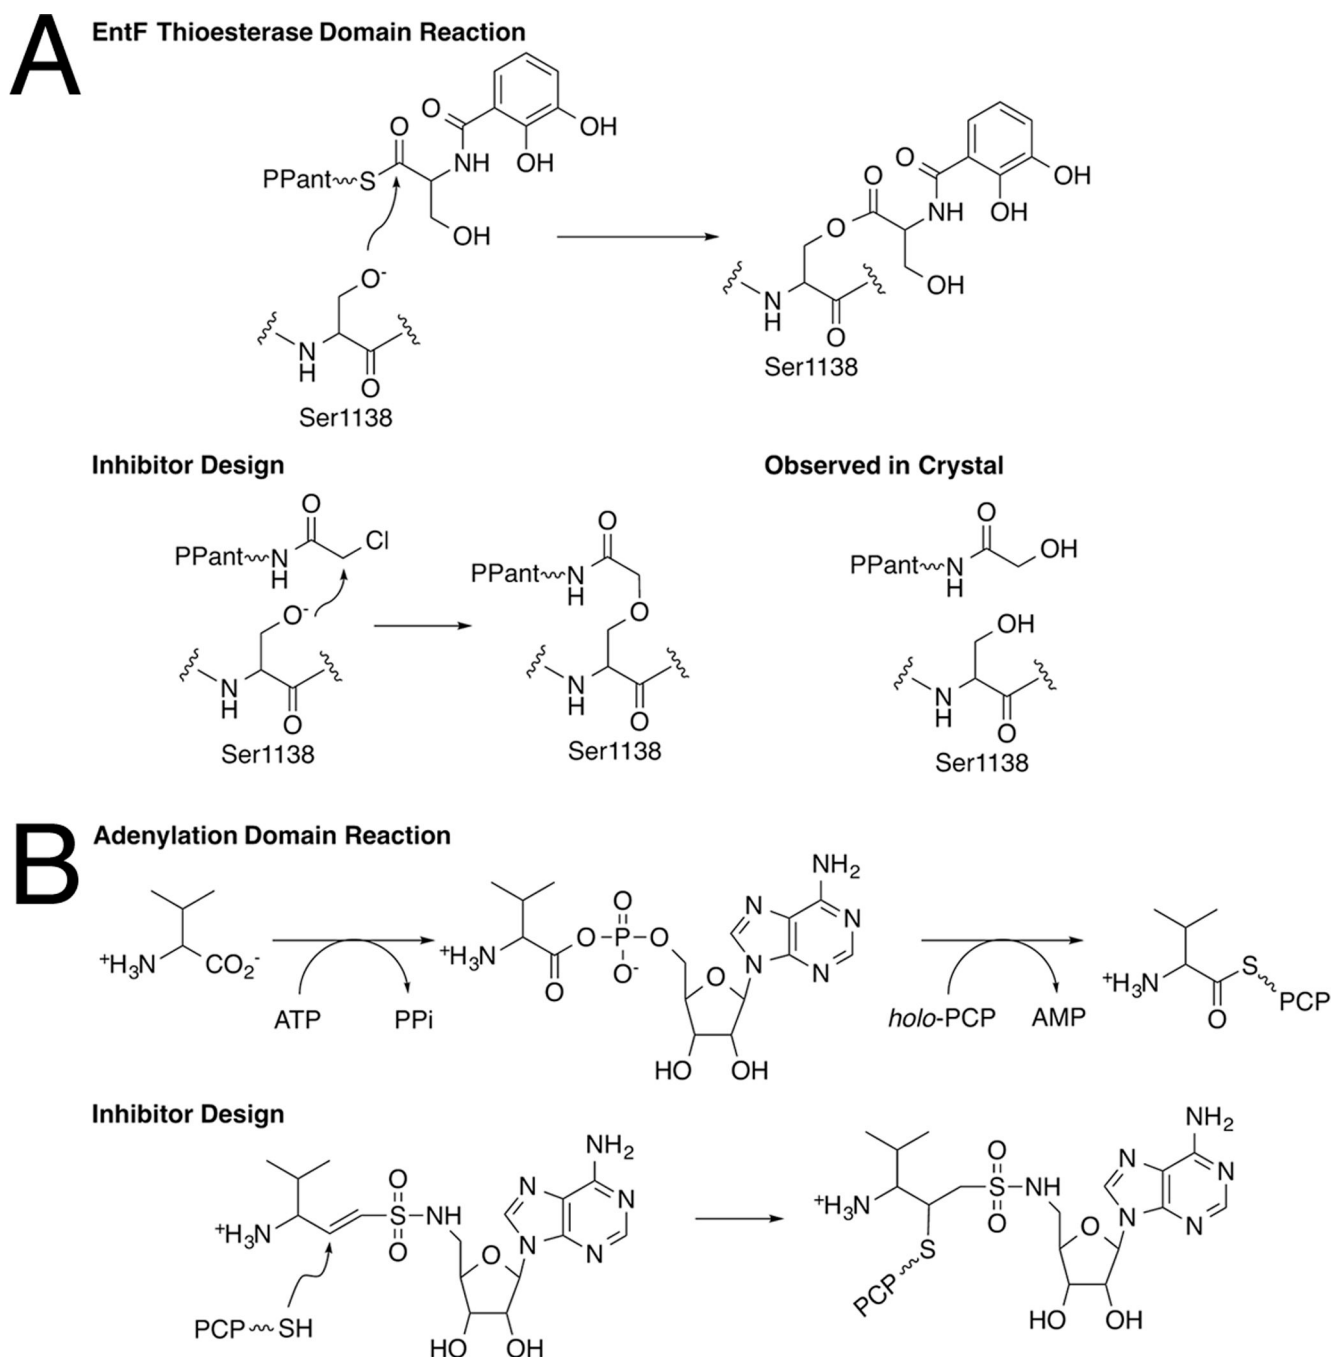 A
EntF Thioesterase Domain Reaction
O
O
OH
OH
NH
PPant
S
OH
O-
N
H
O
Ser1138
O
O
OH
OH
NH
O
OH
N
H
O
Ser1138
Inhibitor Design
O
Cl
PPant
N
H
O-
N
H
O
Ser1138
O
PPant
N
H
O
N
H
O
Ser1138
Observed in Crystal
O
OH
PPant
N
H
OH
N
H
O
Ser1138
B
Adenylation Domain Reaction
+H3N
CO2-
ATP
PPi
+H3N
O
O
P
O
O-
O
O
HO
OH
N
N
N
N
NH2
holo-PCP
AMP
+H3N
O
S
PCP
Inhibitor Design
+H3N
O
S
O
NH
O
HO
OH
N
N
N
N
NH2
PCP
SH
+H3N
S
PCP
O
S
O
NH
O
HO
OH
N
N
N
N
NH2